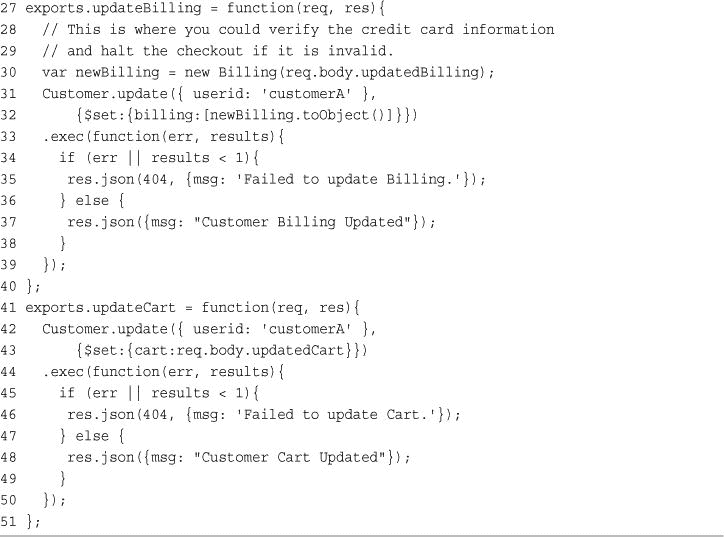 27 exports.updateBilling = function(req, res){
28   // This is where you could verify the credit card information
29   // and halt the checkout if it is invalid.
30   var newBilling = new Billing(req.body.updatedBilling);
31   Customer.update({ userid: 'customerA' },
32       {$set:{billing:[newBilling.toObject()]}})
33   .exec(function(err, results){
34     if (err || results < 1){
35      res.json(404, {msg: 'Failed to update Billing.'});
36     } else {
37      res.json({msg: "Customer Billing Updated"});
38     }
39   });
40 };
41 exports.updateCart = function(req, res){
42   Customer.update({ userid: 'customerA' },
43       {$set:{cart:req.body.updatedCart}})
44   .exec(function(err, results){
45     if (err || results < 1){
46      res.json(404, {msg: 'Failed to update Cart.'});
47     } else {
48      res.json({msg: "Customer Cart Updated"});
49     }
50   });
51 };